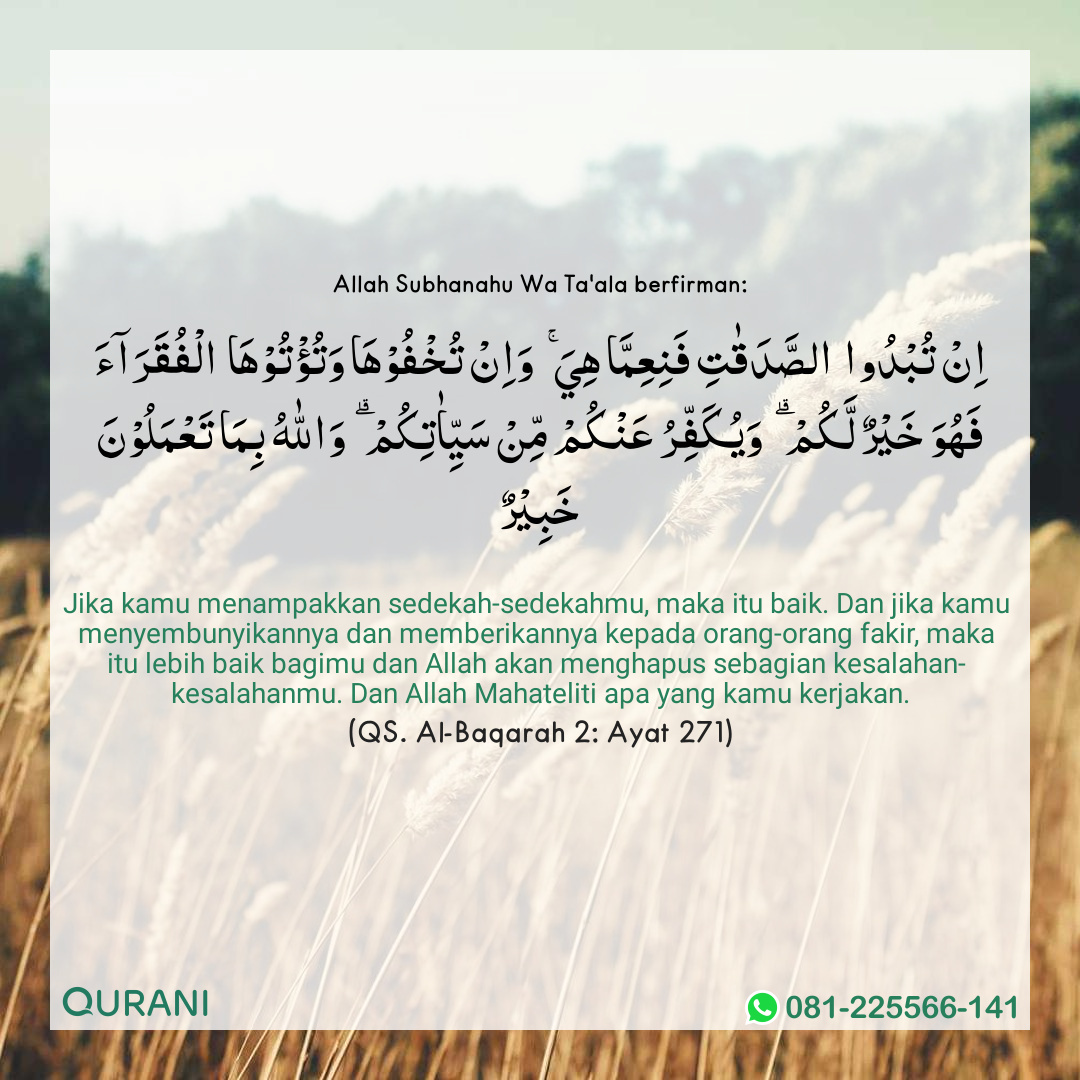 Allah Subhanahu Wa Ta'ala berfirman:
اِنْ تُبْدُوا الصَّدَقٰتِ فَنِعِمَّا هِيَ ۚ وَاِنْ تُخْفُوْهَا وَتُؤْتُوْهَا الْفُقَرَآءَ
فَهُوَ خَيْرٌ لَّكُمْ ۗ وَيُكَفِّرُ عَنْكُمْ مِّنْ سَيِّاٰتِكُمْ ۗ وَاللّٰهُ بِمَا تَعْمَلُوْنَ
خَبِيْرٌ
Jika kamu menampakkan sedekah-sedekahmu, maka itu baik. Dan jika kamu
menyembunyikannya dan memberikannya kepada orang-orang fakir, maka
itu lebih baik bagimu dan Allah akan menghapus sebagian kesalahan-
kesalahanmu. Dan Allah Mahateliti apa yang kamu kerjakan.
(QS. Al-Baqarah 2: Ayat 271)
QURANI
081-225566-141